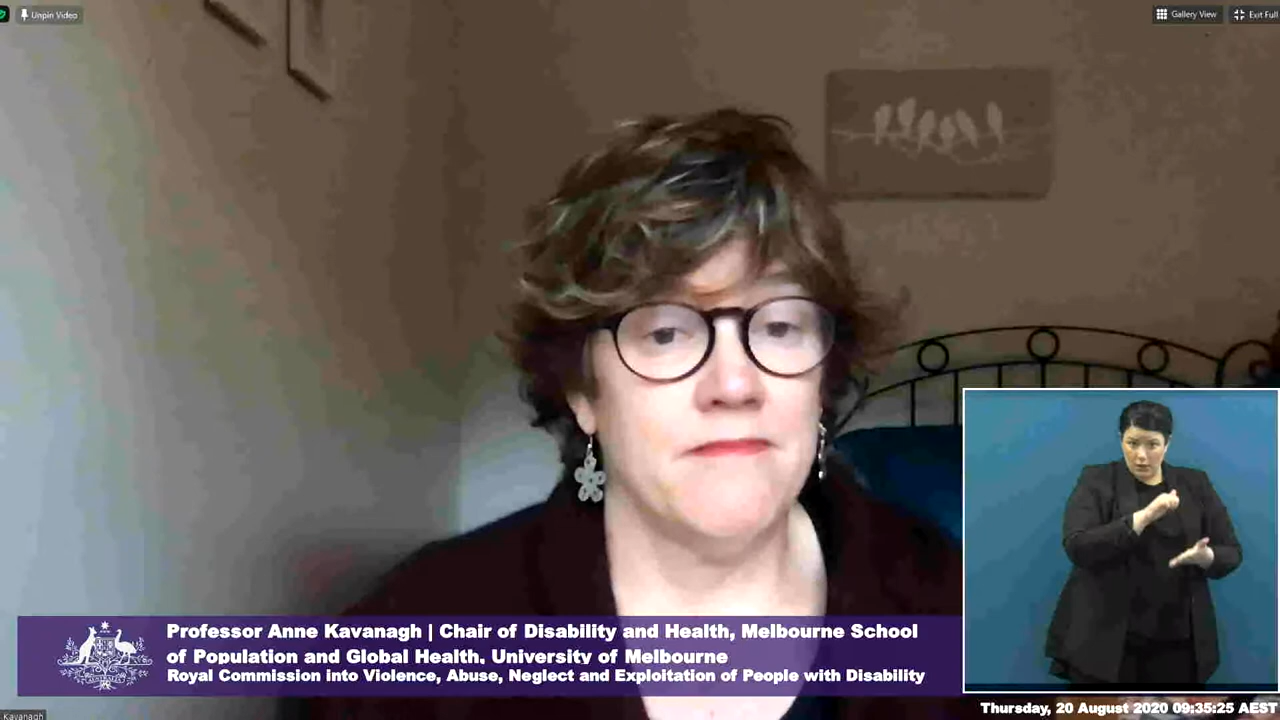 Unpin Video
Gallery View
Exit Full
Professor Anne Kavanagh | Chair of Disability and Health, Melbourne School
of Population and Global Health, University of Melbourne
Royal Commission into Violence, Abuse, Neglect and Exploitation of People with Disability
Kavanagh
Thursday, 20 August 2020 09:35:25 AEST